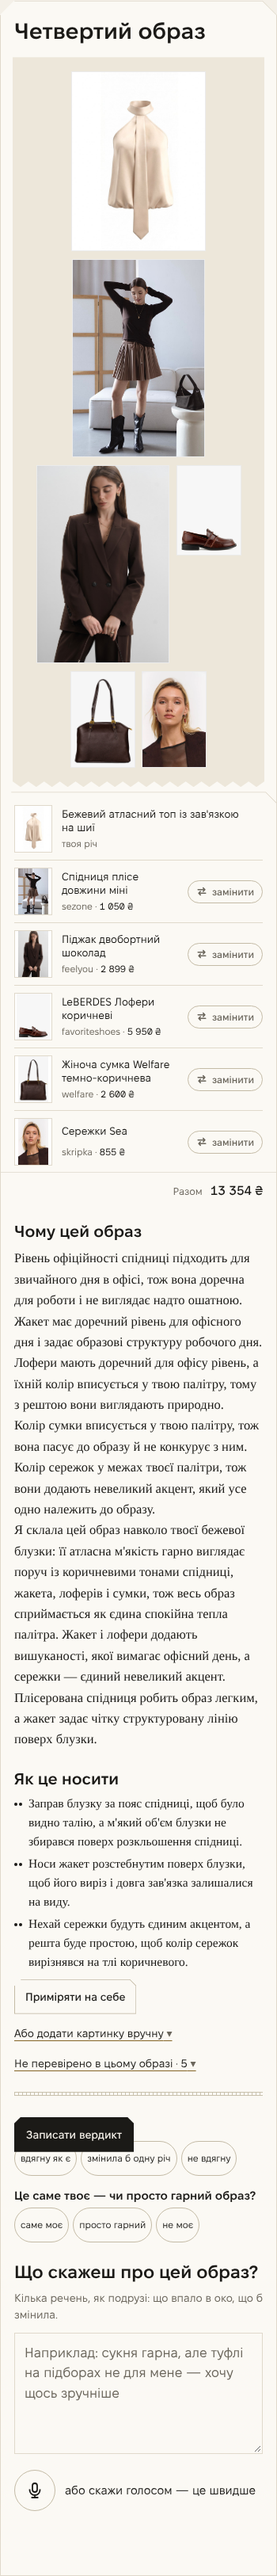 Четвертий образ
Бежевий атласний топ із зав'язкою
на шиї
твоя річ
Спідниця плісе
довжини міні
sezone · 1 050 ₴
замінити
Піджак двобортний
шоколад
feelyou · 2 899 ₴
замінити
LeBERDES Лофери
коричневі
favoriteshoes · 5 950 ₴
замінити
Жіноча сумка Welfare
темно-коричнева
welfare · 2 600 ₴
замінити
Сережки Sea
skripka · 855 ₴
замінити
Разом 13 354 ₴
Чому цей образ
Рівень офіційності спідниці підходить для
звичайного дня в офісі, тож вона доречна
для роботи і не виглядає надто ошатною.
Жакет має доречний рівень для офісного
дня і задає образові структуру робочого дня.
Лофери мають доречний для офісу рівень, а
їхній колір вписується у твою палітру, тому
з рештою вони виглядають природно.
Колір сумки вписується у твою палітру, тож
вона пасує до образу й не конкурує з ним.
Колір сережок у межах твоєї палітри, тож
вони додають невеликий акцент, який усе
одно належить до образу.
Я склала цей образ навколо твоєї бежевої
блузки: її атласна м'якість гарно виглядає
поруч із коричневими тонами спідниці,
жакета, лоферів і сумки, тож весь образ
сприймається як єдина спокійна тепла
палітра. Жакет і лофери додають
вишуканості, якої вимагає офісний день, а
сережки — єдиний невеликий акцент.
Плісерована спідниця робить образ легким,
а жакет задає чітку структуровану лінію
поверх блузки.
Як це носити
Заправ блузку за пояс спідниці, щоб було
видно талію, а м'який об'єм блузки не
збирався поверх розкльошення спідниці.
Носи жакет розстебнутим поверх блузки,
щоб його виріз і довга зав'язка залишалися
на виду.
Нехай сережки будуть єдиним акцентом, а
решта буде простою, щоб колір сережок
вирізнявся на тлі коричневого.
Приміряти на себе
Або додати картинку вручну ▾
Не перевірено в цьому образі · 5 ▾
Записати вердикт
вдягну як є
змінила б одну річ
не вдягну
Це саме твоє — чи просто гарний образ?
саме моє
просто гарний
не моє
Що скажеш про цей образ?
Кілька речень, як подрузі: що впало в око, що б
змінила.
Наприклад: сукня гарна, але туфлі
на підборах не для мене — хочу
щось зручніше
або скажи голосом — це швидше